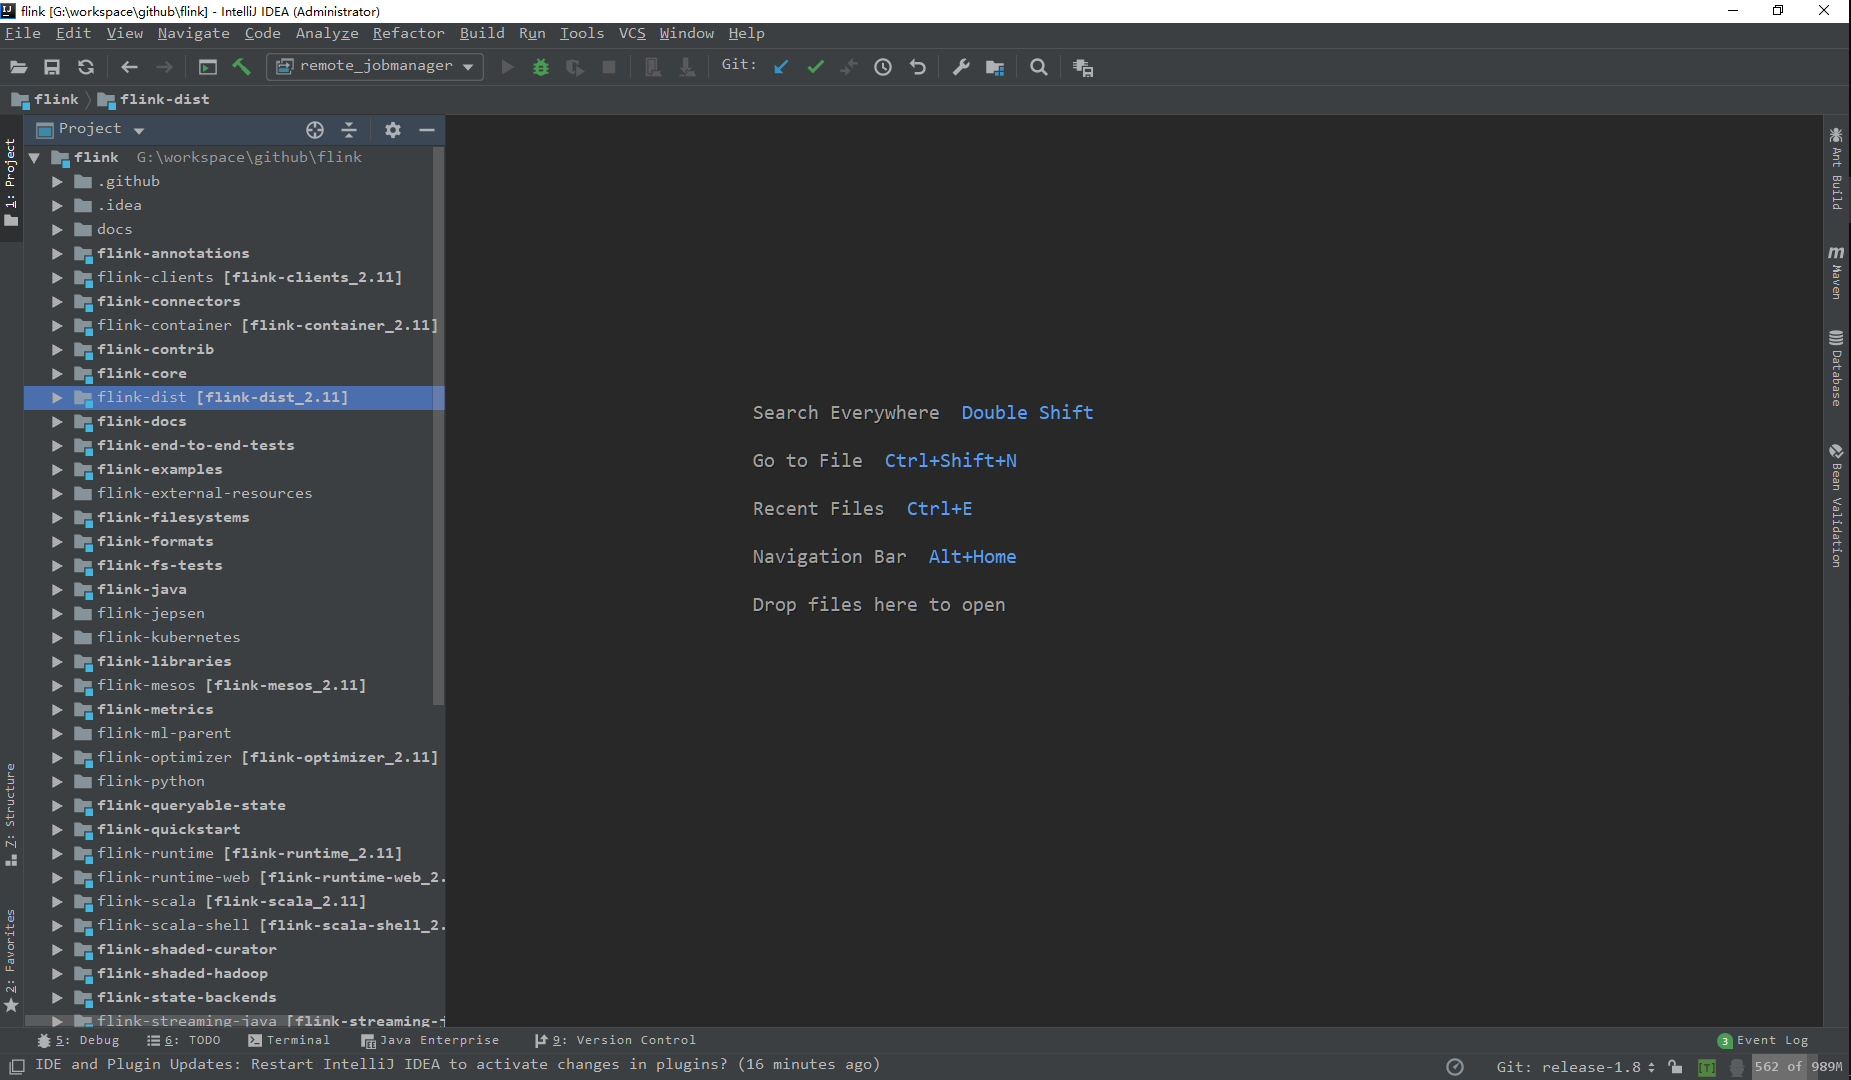 flink [G:\workspace\github\flink] - IntelliJ IDEA (Administrator)
File Edit View Navigate Code Analyze Refactor Build Run Tools VCS Window Help
remote_jobmanager Git:
flink flink-dist
Project
1: Project
flink G:\workspace\github\flink
.github
.idea
docs
flink-annotations
flink-clients [flink-clients_2.11]
flink-connectors
flink-container [flink-container_2.11]
flink-contrib
flink-core
flink-dist [flink-dist_2.11]
flink-docs
flink-end-to-end-tests
flink-examples
flink-external-resources
flink-filesystems
flink-formats
flink-fs-tests
flink-java
flink-jepsen
flink-kubernetes
flink-libraries
flink-mesos [flink-mesos_2.11]
flink-metrics
flink-ml-parent
flink-optimizer [flink-optimizer_2.11]
flink-python
flink-queryable-state
flink-quickstart
flink-runtime [flink-runtime_2.11]
flink-runtime-web [flink-runtime-web_2.
flink-scala [flink-scala_2.11]
flink-scala-shell [flink-scala-shell_2.
flink-shaded-curator
flink-shaded-hadoop
flink-state-backends
flink-streaming-java [flink-streaming-j
Z: Structure
2: Favorites
Search Everywhere Double Shift
Go to File Ctrl+Shift+N
Recent Files Ctrl+E
Navigation Bar Alt+Home
Drop files here to open
Ant Build
m Maven
Database
Bean Validation
5: Debug 6: TODO Terminal Java Enterprise 9: Version Control 3 Event Log
IDE and Plugin Updates: Restart IntelliJ IDEA to activate changes in plugins? (16 minutes ago) Git: release-1.8 [T] 562 of 989M